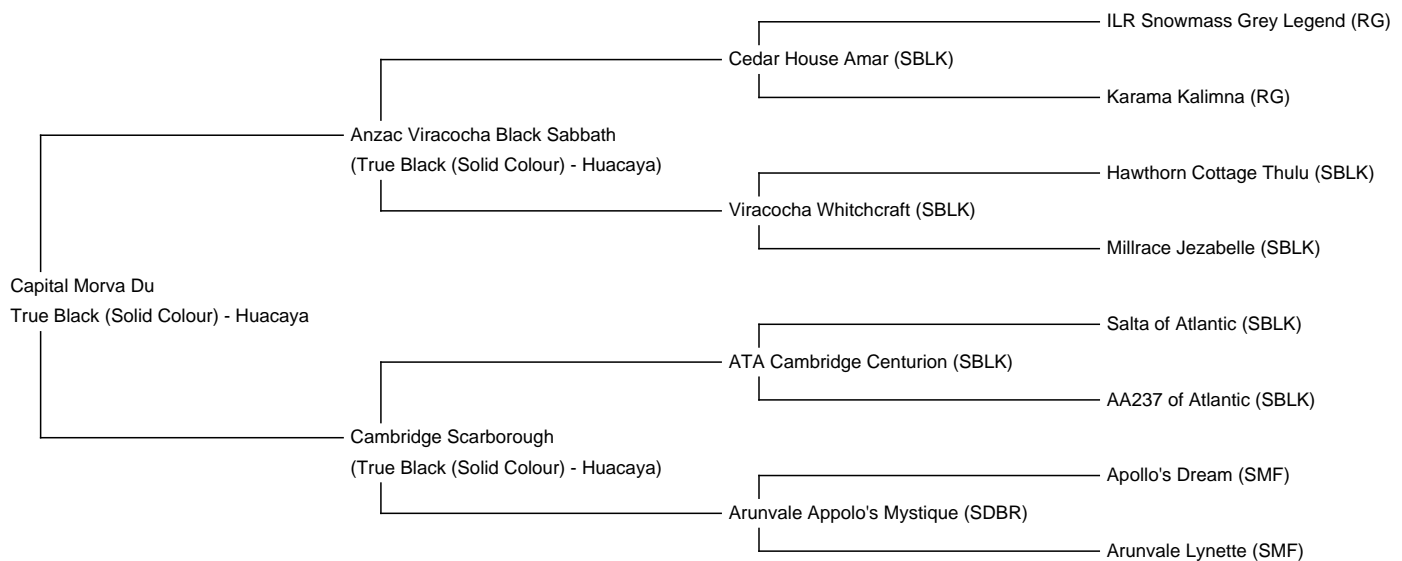 ILR Snowmass Grey Legend (RG)
Cedar House Amar (SBLK)
Karama Kalimna (RG)
Anzac Viracocha Black Sabbath
(True Black (Solid Colour) - Huacaya)
Hawthorn Cottage Thulu (SBLK)
Viracocha Whitchcraft (SBLK)
Millrace Jezabelle (SBLK)
Capital Morva Du
True Black (Solid Colour) - Huacaya
Salta of Atlantic (SBLK)
ATA Cambridge Centurion (SBLK)
AA237 of Atlantic (SBLK)
Cambridge Scarborough
(True Black (Solid Colour) - Huacaya)
Apollo's Dream (SMF)
Arunvale Appolo's Mystique (SDBR)
Arunvale Lynette (SMF)